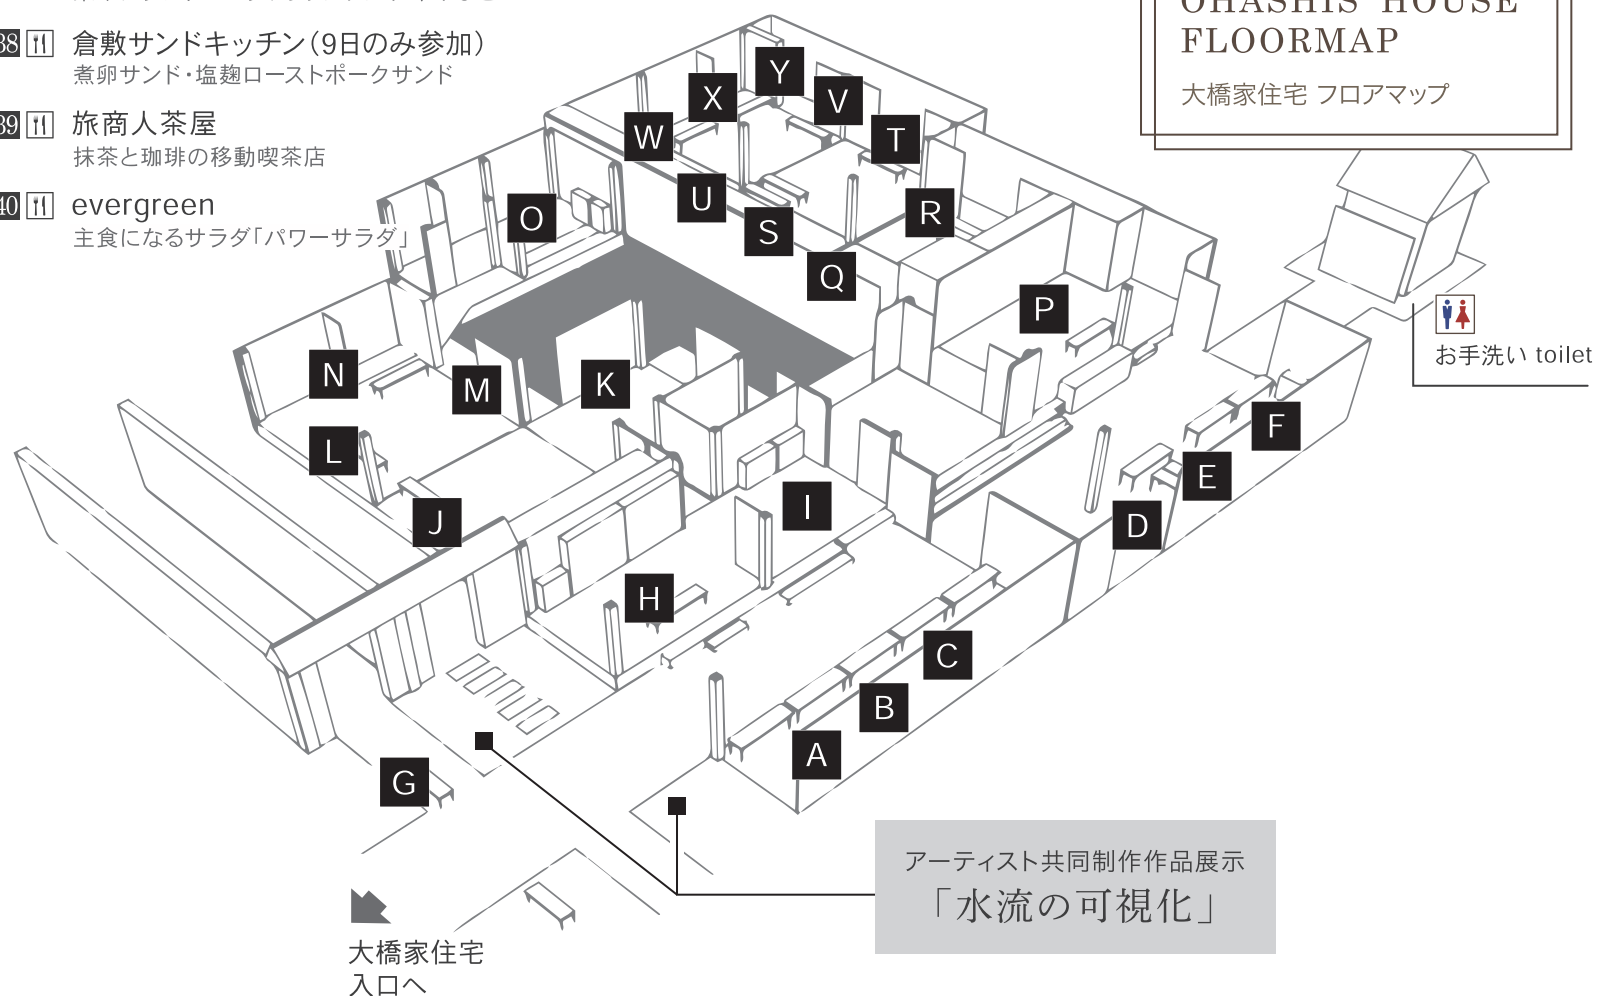 38 倉敷サンドキッチン（9日のみ参加）
煮卵サンド・塩麹ローストポークサンド
39 旅商人茶屋
抹茶と珈琲の移動喫茶店
40 evergreen
主食になるサラダ「パワーサラダ」
OHASHIS' HOUSE
FLOORMAP
大橋家住宅 フロアマップ
Y
X
V
W
T
U
R
O
S
Q
P
お手洗い toilet
N
M
K
F
L
E
J
I
D
H
C
B
A
G
アーティスト共同制作作品展示
「水流の可視化」
大橋家住宅
入口へ